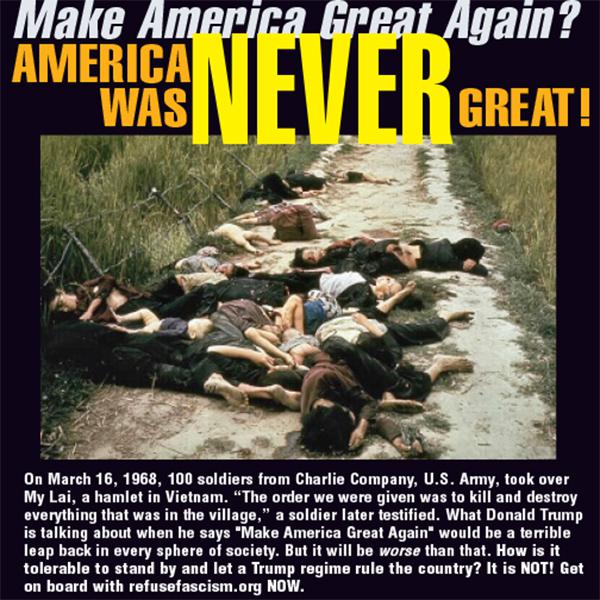 Make America Great Again?
AMERICA
WAS NEVER GREAT!
On March 16, 1968, 100 soldiers from Charlie Company, U.S. Army, took over
My Lai, a hamlet in Vietnam. “The order we were given was to kill and destroy
everything that was in the village,” a soldier later testified. What Donald Trump
is talking about when he says "Make America Great Again" would be a terrible
leap back in every sphere of society. But it will be worse than that. How is it
tolerable to stand by and let a Trump regime rule the country? It is NOT! Get
on board with refusefascism.org NOW.